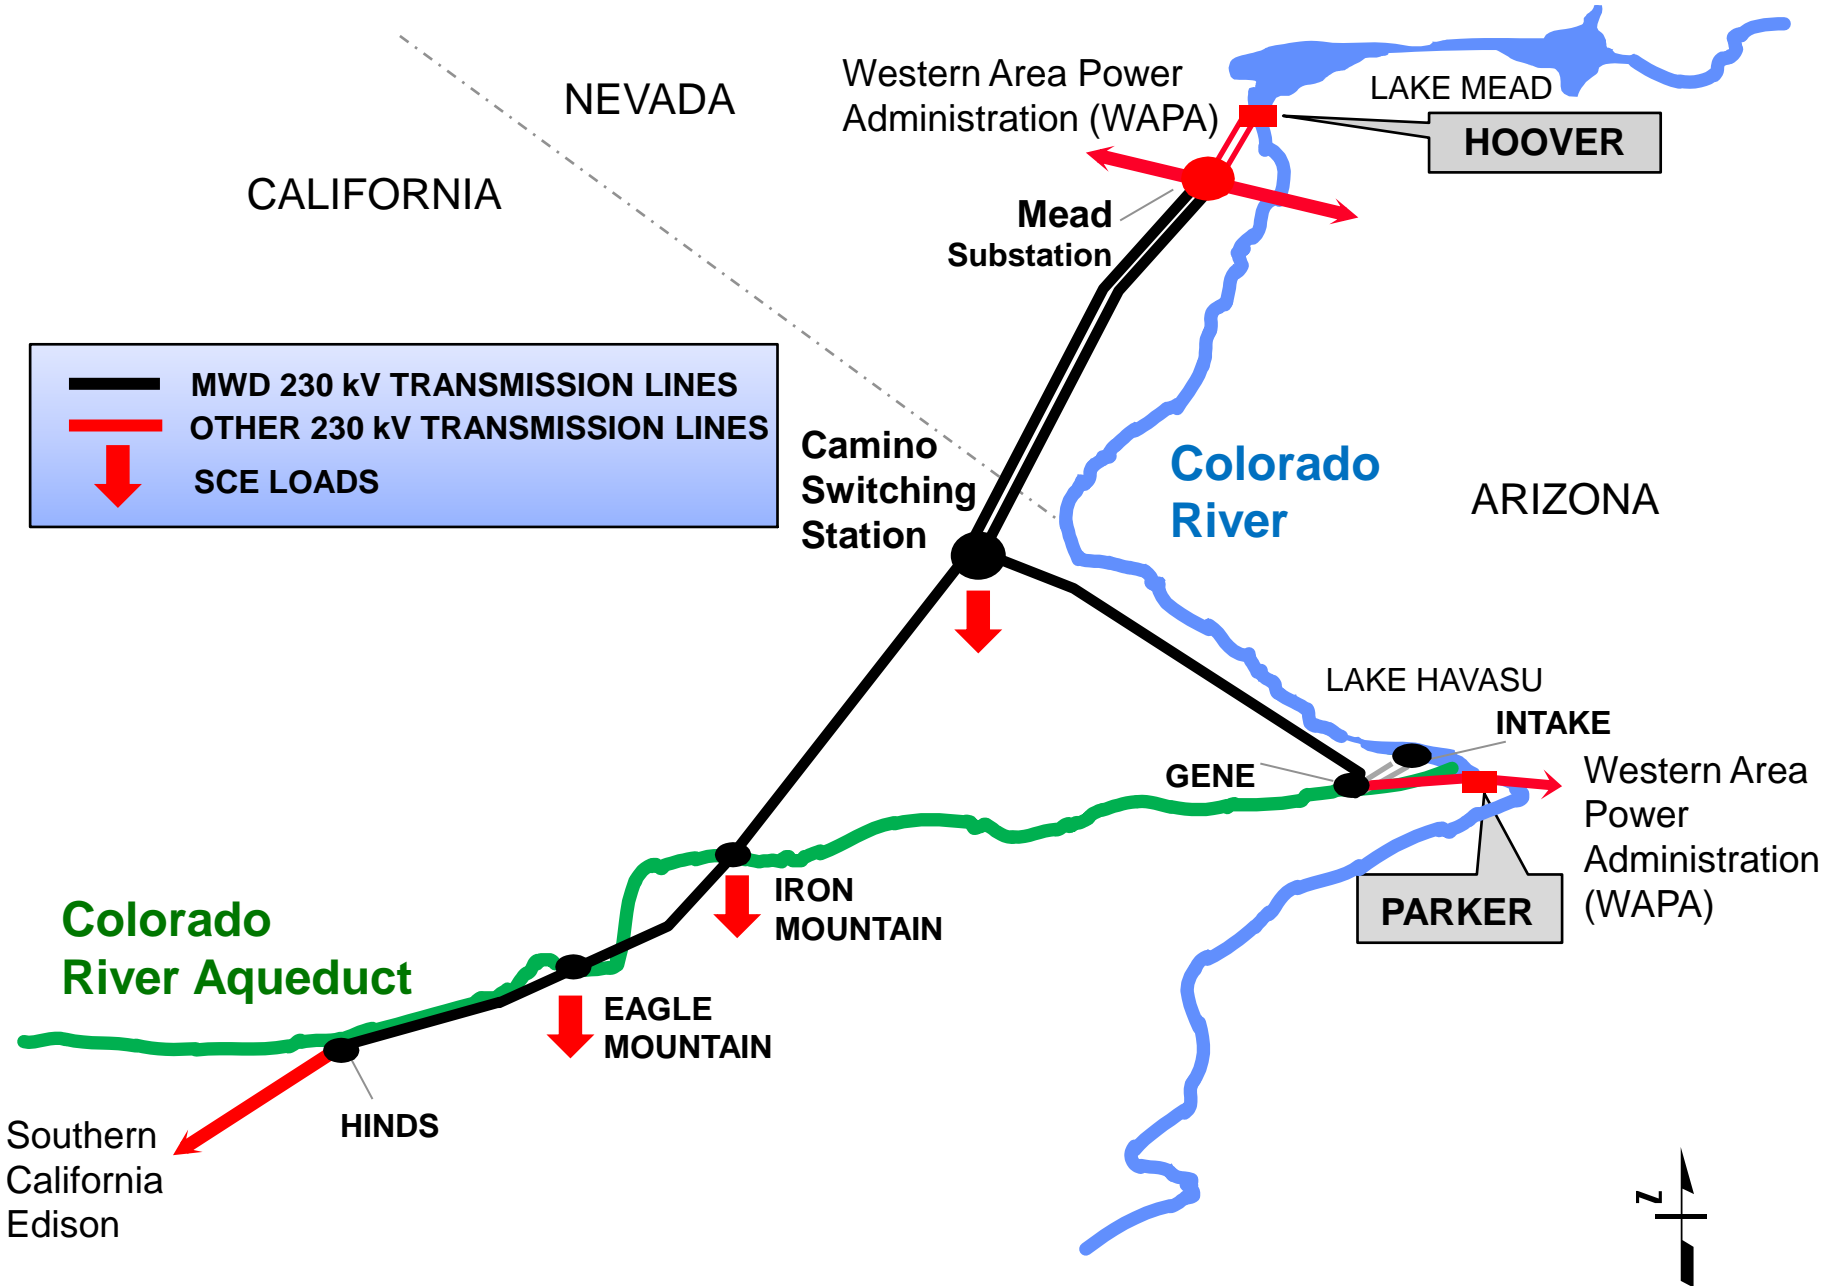 NEVADA
CALIFORNIA
Western Area Power
Administration (WAPA)
LAKE MEAD
HOOVER
Mead
Substation
MWD 230 kV TRANSMISSION LINES
OTHER 230 kV TRANSMISSION LINES
SCE LOADS
Camino
Switching
Station
Colorado
River
ARIZONA
LAKE HAVASU
INTAKE
GENE
Western Area
Power
Administration
(WAPA)
PARKER
IRON
MOUNTAIN
Colorado
River Aqueduct
EAGLE
MOUNTAIN
HINDS
Southern
California
Edison
N